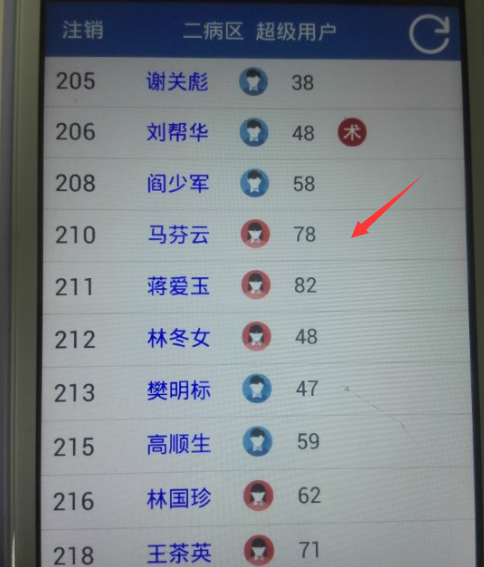 注销 二病区 超级用户
205 谢关彪 38
206 刘帮华 48 术
208 阎少军 58
210 马芬云 78
211 蒋爱玉 82
212 林冬女 48
213 樊明标 47
215 高顺生 59
216 林国珍 62
218 王茶英 71